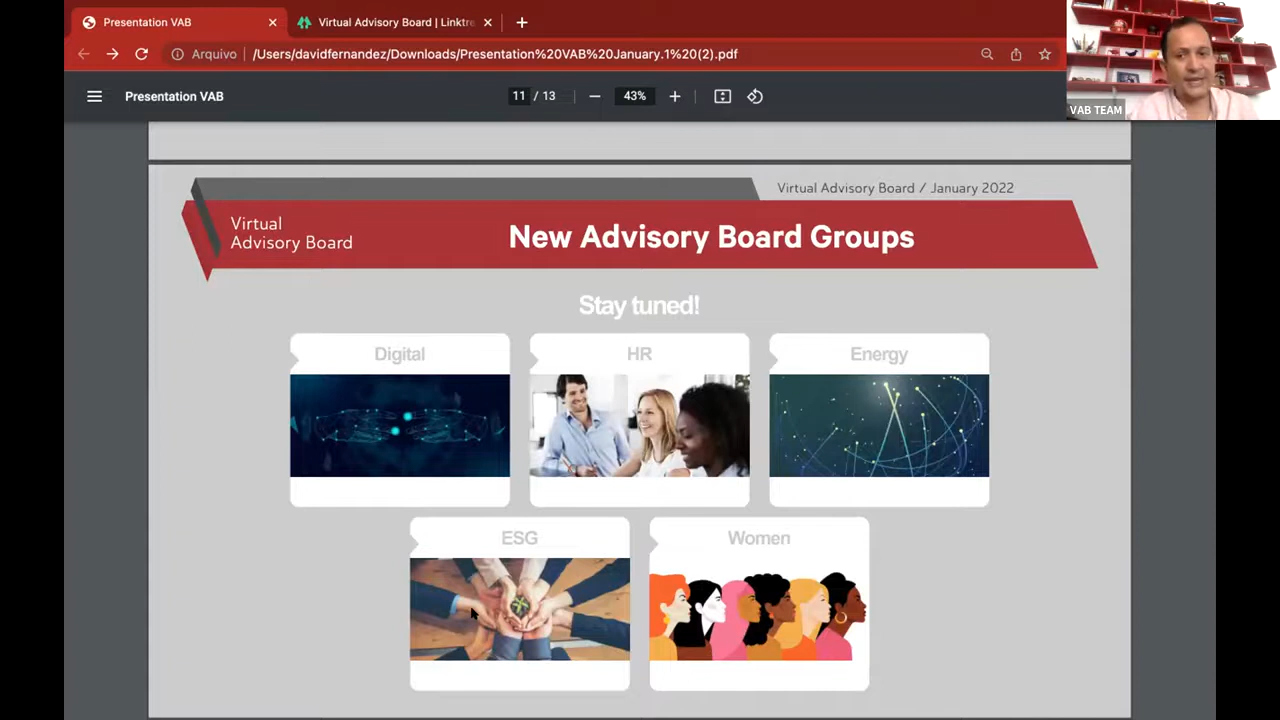 Presentation VAB
Virtual Advisory Board | Linktre
Arquivo
/Users/davidfernandez/Downloads/Presentation%20VAB%20January.1%20(2).pdf
Presentation VAB
11 / 13
43%
VAB TEAM
Virtual Advisory Board / January 2022
Virtual
Advisory Board
New Advisory Board Groups
Stay tuned!
Digital
HR
Energy
ESG
Women